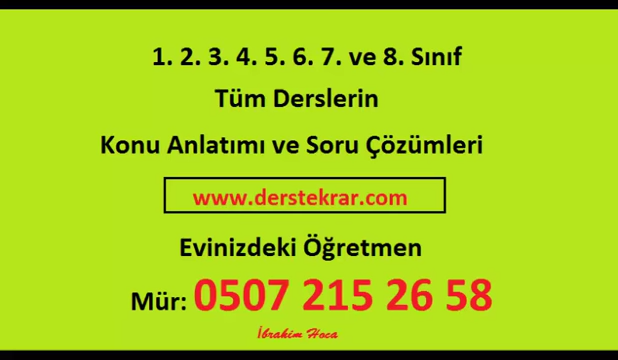 1. 2. 3. 4. 5. 6. 7. ve 8. Sınıf
Tüm Derslerin
Konu Anlatımı ve Soru Çözümleri
www.derstekrar.com
Evinizdeki Öğretmen
Mür: 0507 215 26 58
İbrahim Hoca